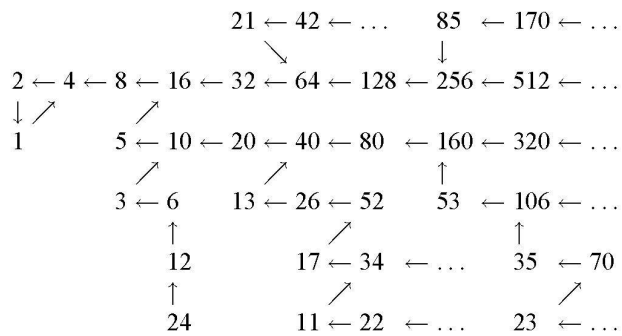 21 ← 42 ← ... 85 ← 170 ← ...
↘ ↓
2 ← 4 ← 8 ← 16 ← 32 ← 64 ← 128 ← 256 ← 512 ← ...
↓ ↗ ↗
1 5 ← 10 ← 20 ← 40 ← 80 ← 160 ← 320 ← ...
↗ ↗ ↑
3 ← 6 13 ← 26 ← 52 53 ← 106 ← ...
↑ ↗ ↑
12 17 ← 34 ← ... 35 ← 70
↑ ↗ ↗
24 11 ← 22 ← ... 23 ← ...